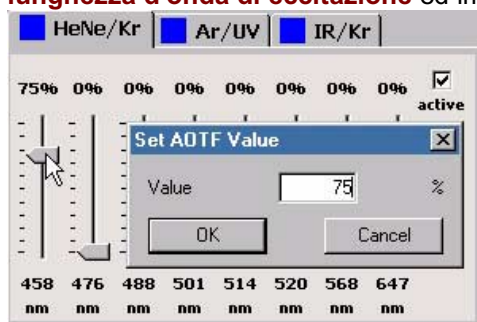 lunghezza d'onda di eccitazione ed in
HeNe/Kr Ar/UV IR/Kr
75% 0% 0% 0% 0% 0% 0% 0%
active
Set AOTF Value
Value 75 %
OK Cancel
458 476 488 501 514 520 568 647
nm nm nm nm nm nm nm nm